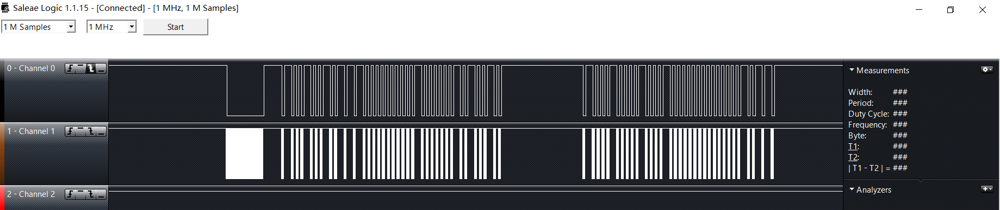 Saleae Logic 1.1.15 - [Connected] - [1 MHz, 1 M Samples]
1 M Samples 1 MHz Start
0 - Channel 0
1 - Channel 1
2 - Channel 2
Measurements
Width: ###
Period: ###
Duty Cycle: ###
Frequency: ###
Byte: ###
T1: ###
T2: ###
| T1 - T2 | = ###
Analyzers